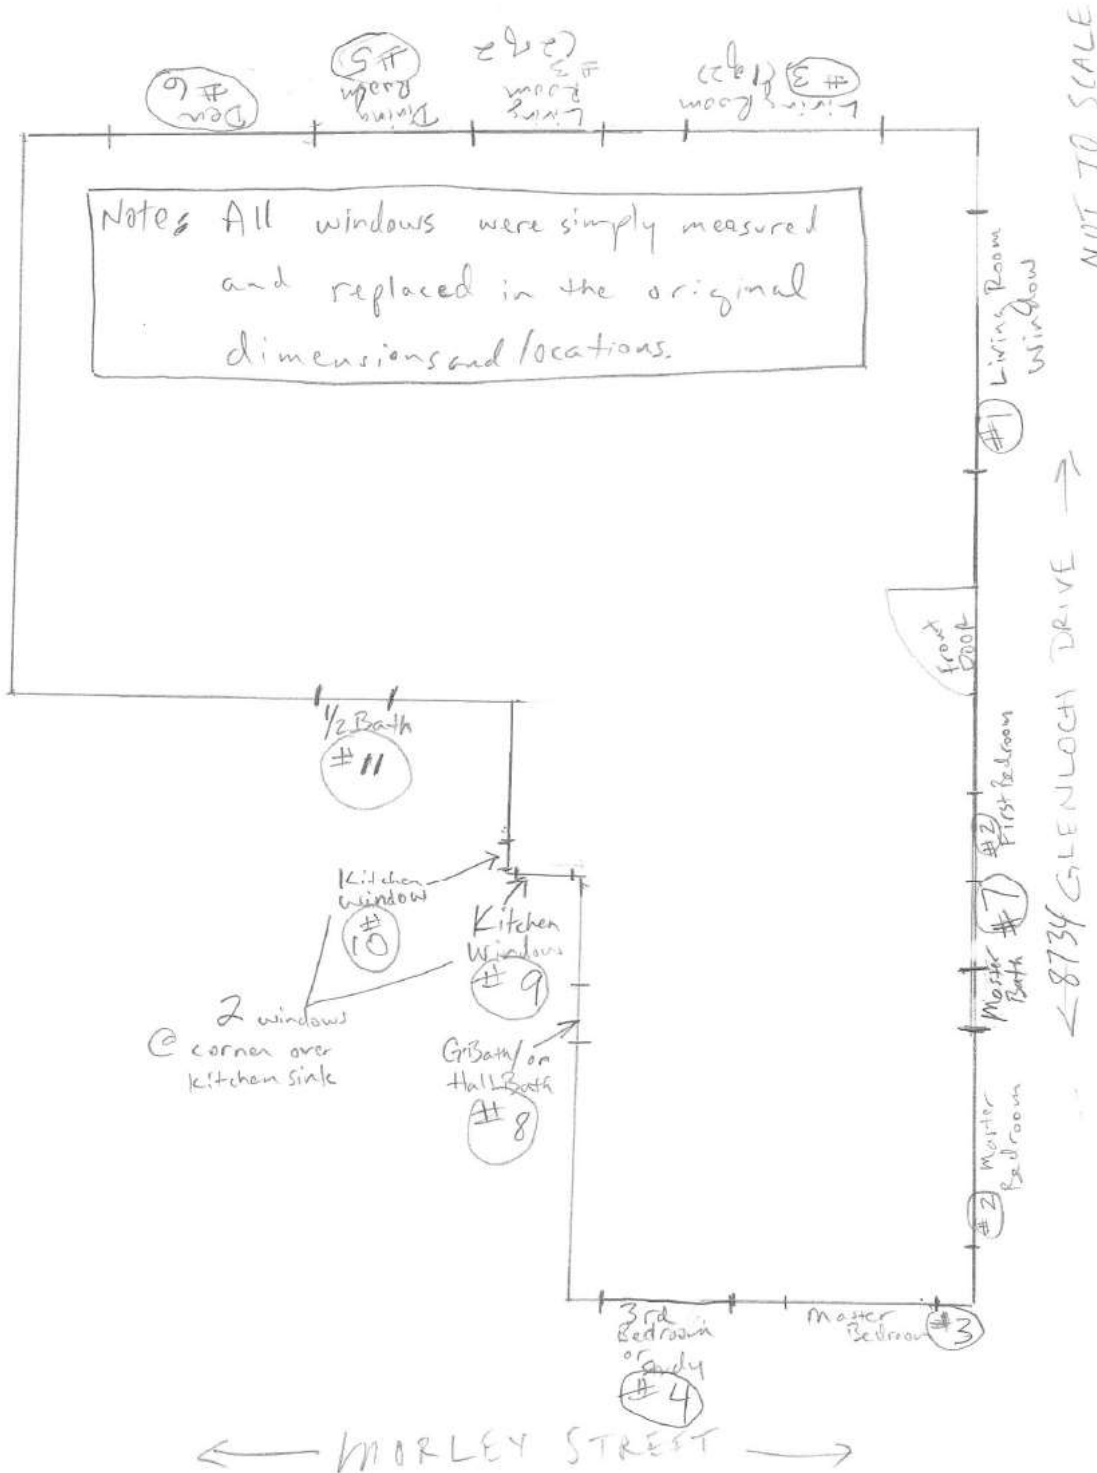 NOT TO SCALE
Den
#6
Dining
Room
#5
Living
Room
#3
(2 of 2
Living Room
#3 (1 of 2)
Note: All windows were simply measured
and replaced in the original
dimensions and locations.
#1 Living Room
Window
Front
Door
<- 8734 GLENLOCH DRIVE ->
1/2 Bath
#11
#2 First Bedroom
#7
Master
Bath
Kitchen
window
#
10
Kitchen
Windows
# 9
2 windows
@ corner over
kitchen sink
G.Bath/or
Hall Bath
# 8
#2 Master
Bedroom
3rd
Bedroom
or
Study
# 4
Master
Bedroom #3
<- MORLEY STREET ->